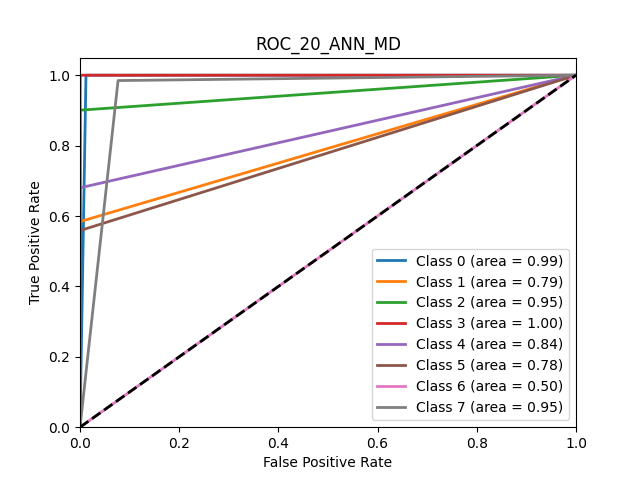 ROC_20_ANN_MD
True Positive Rate
1.0
0.8
0.6
0.4
0.2
0.0
Class 0 (area = 0.99)
Class 1 (area = 0.79)
Class 2 (area = 0.95)
Class 3 (area = 1.00)
Class 4 (area = 0.84)
Class 5 (area = 0.78)
Class 6 (area = 0.50)
Class 7 (area = 0.95)
0.0 0.2 0.4 0.6 0.8 1.0
False Positive Rate